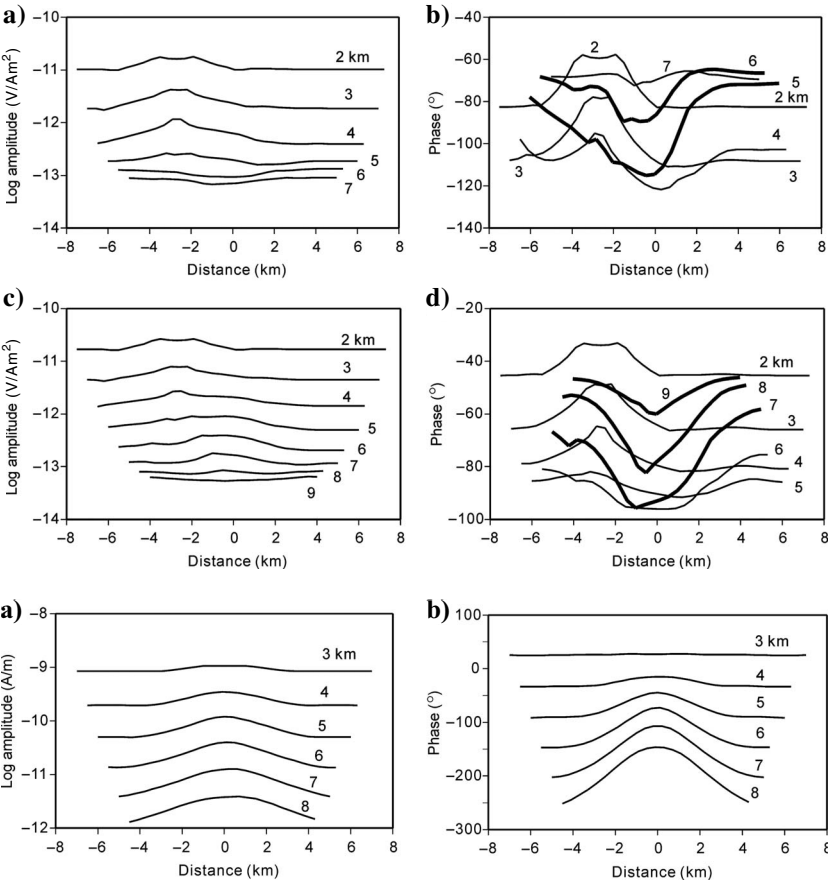 a)
Log amplitude (V/Am²)
−10
−11
−12
−13
−14
2 km
3
4
5
6
7
−8 −6 −4 −2 0 2 4 6 8
Distance (km)
b)
Phase (°)
−40
−60
−80
−100
−120
−140
2
7
6
5
2 km
4
3
3
−8 −6 −4 −2 0 2 4 6 8
Distance (km)
c)
Log amplitude (V/Am²)
−10
−11
−12
−13
−14
2 km
3
4
5
6
7
8
9
−8 −6 −4 −2 0 2 4 6 8
Distance (km)
d)
Phase (°)
−20
−40
−60
−80
−100
2 km
9
8
7
3
6
4
5
−8 −6 −4 −2 0 2 4 6 8
Distance (km)
a)
Log amplitude (A/m)
−8
−9
−10
−11
−12
3 km
4
5
6
7
8
−8 −6 −4 −2 0 2 4 6 8
Distance (km)
b)
Phase (°)
100
0
−100
−200
−300
3 km
4
5
6
7
8
−8 −6 −4 −2 0 2 4 6 8
Distance (km)